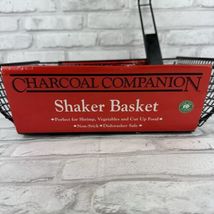 CHARCOAL COMPANION
Shaker Basket
•Perfect for Shrimp, Vegetables and Cut Up Food•
•Non-Stick •Dishwasher Safe•